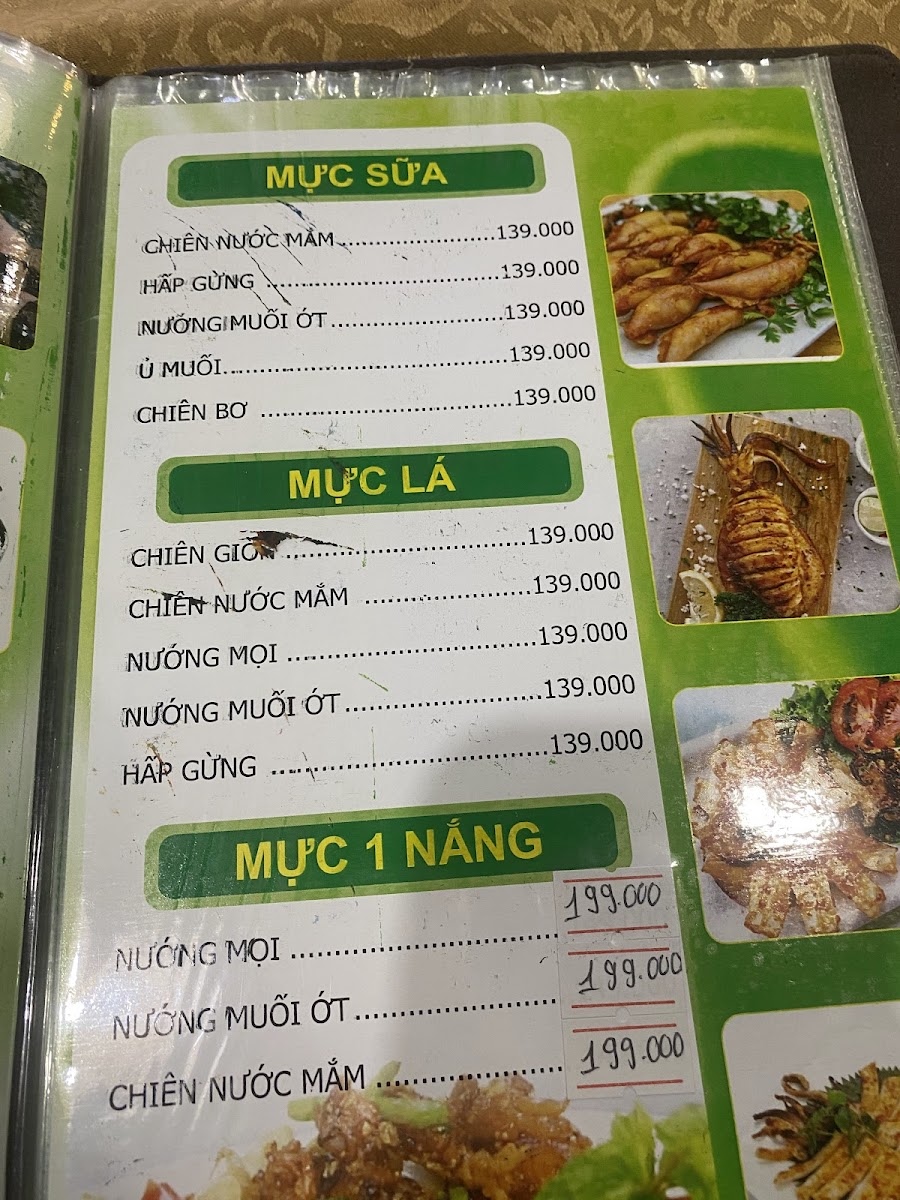 MỰC SỮA
CHIÊN NƯỚC MẮM.......................139.000
HẤP GỪNG ..................................139.000
NƯỚNG MUỐI ỚT.........................139.000
Ủ MUỐI.........................................139.000
CHIÊN BƠ ....................................139.000
MỰC LÁ
CHIÊN GIÒN ..................................139.000
CHIÊN NƯỚC MẮM .......................139.000
NƯỚNG MỌI ..................................139.000
NƯỚNG MUỐI ỚT..........................139.000
HẤP GỪNG ....................................139.000
MỰC 1 NẮNG
NƯỚNG MỌI ..................................199.000
NƯỚNG MUỐI ỚT..........................199.000
CHIÊN NƯỚC MẮM .......................199.000